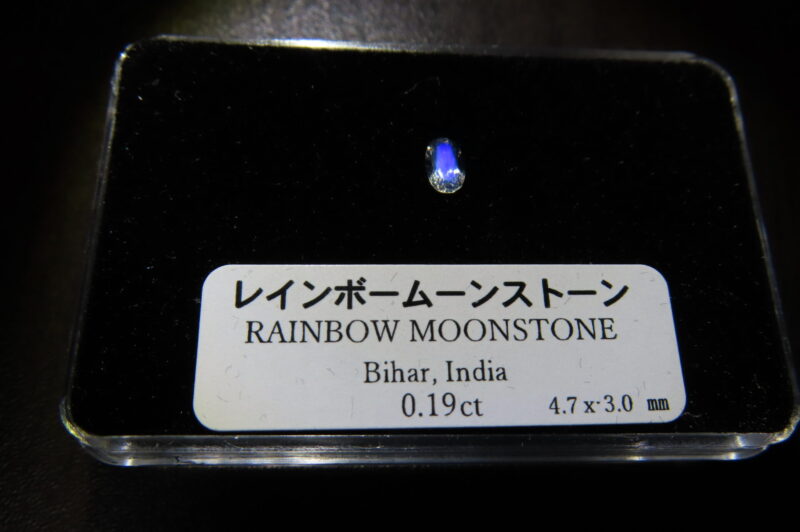 レインボームーンストーン
RAINBOW MOONSTONE
Bihar, India
0.19ct 4.7 x 3.0 mm